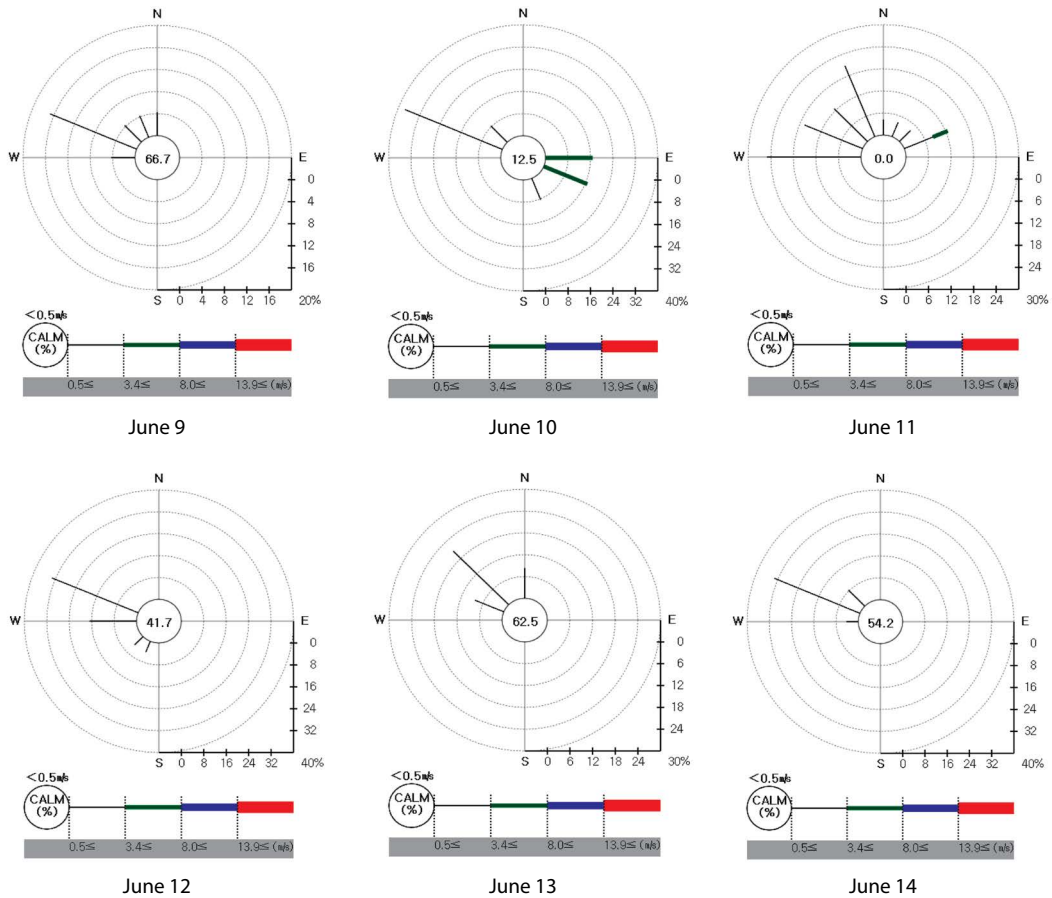 N
66.7
W
E
0
4
8
12
16
S 0 4 8 12 16 20%
<0.5m/s
CALM
(%)
0.5≤ 3.4≤ 8.0≤ 13.9≤ (m/s)
June 9
N
12.5
W
E
0
8
16
24
32
S 0 8 16 24 32 40%
<0.5m/s
CALM
(%)
0.5≤ 3.4≤ 8.0≤ 13.9≤ (m/s)
June 10
N
0.0
W
E
0
6
12
18
24
S 0 6 12 18 24 30%
<0.5m/s
CALM
(%)
0.5≤ 3.4≤ 8.0≤ 13.9≤ (m/s)
June 11
N
41.7
W
E
0
8
16
24
32
S 0 8 16 24 32 40%
<0.5m/s
CALM
(%)
0.5≤ 3.4≤ 8.0≤ 13.9≤ (m/s)
June 12
N
62.5
W
E
0
6
12
18
24
S 0 6 12 18 24 30%
<0.5m/s
CALM
(%)
0.5≤ 3.4≤ 8.0≤ 13.9≤ (m/s)
June 13
N
54.2
W
E
0
8
16
24
32
S 0 8 16 24 32 40%
<0.5m/s
CALM
(%)
0.5≤ 3.4≤ 8.0≤ 13.9≤ (m/s)
June 14